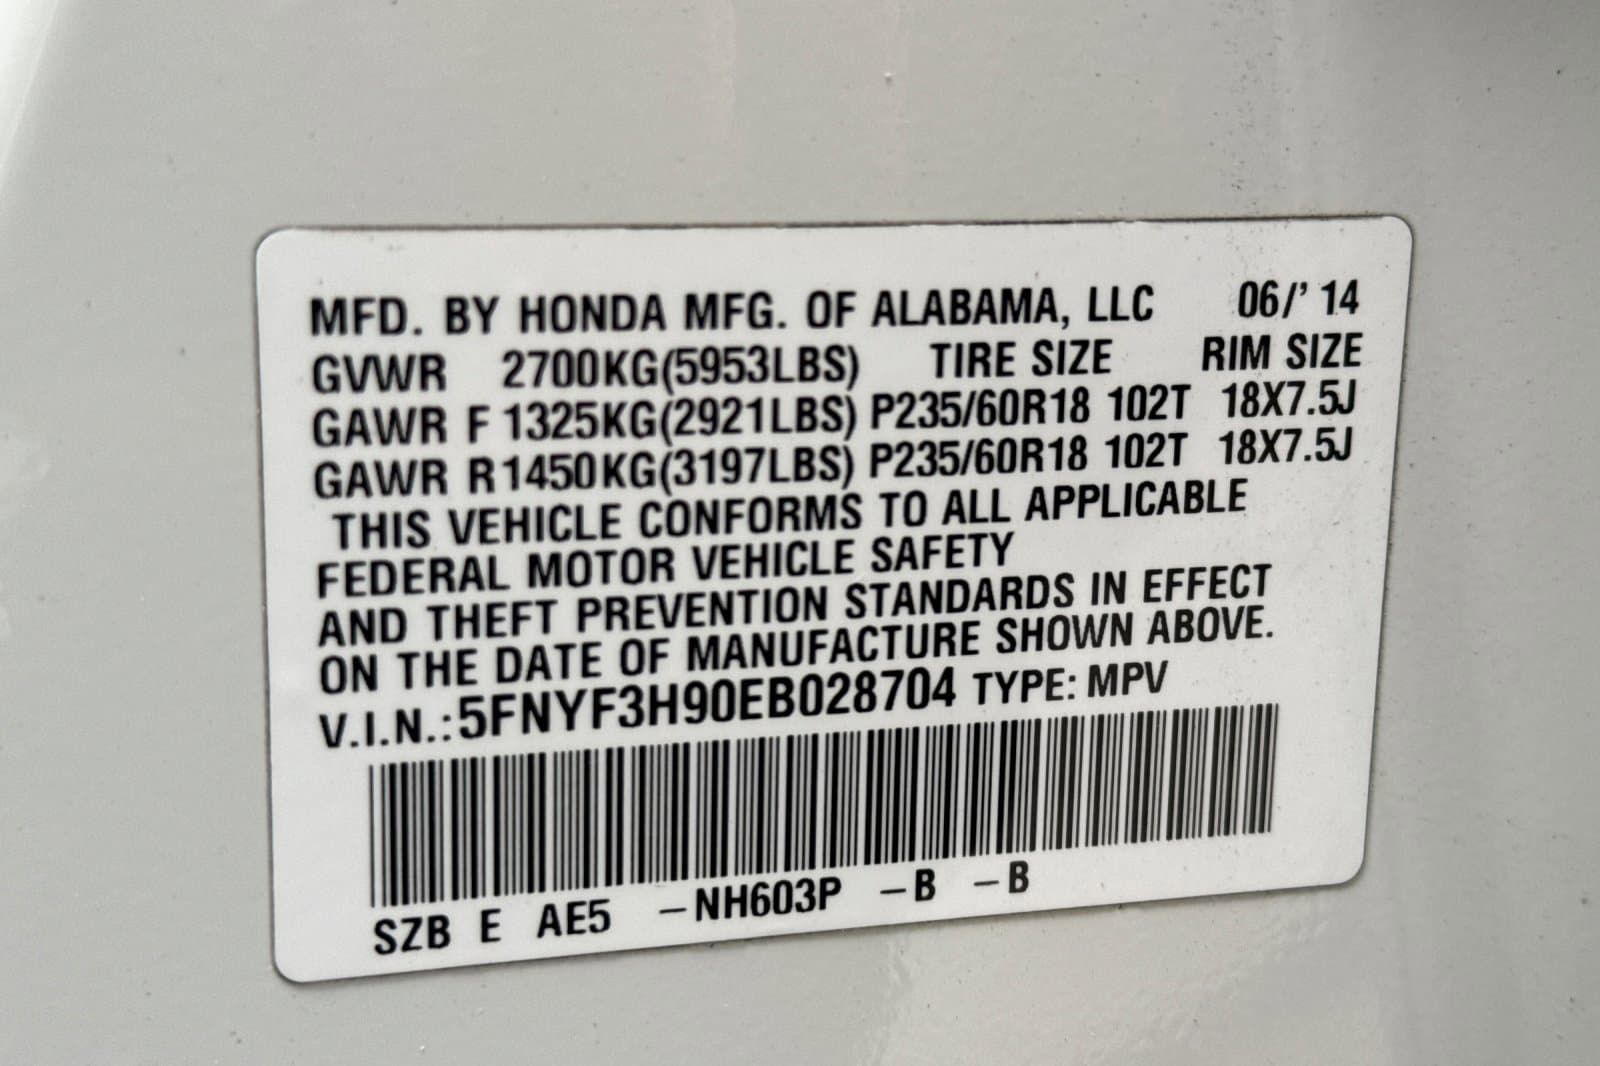 MFD. BY HONDA MFG. OF ALABAMA, LLC 06/' 14
GVWR 2700KG(5953LBS) TIRE SIZE RIM SIZE
GAWR F 1325KG(2921LBS) P235/60R18 102T 18X7.5J
GAWR R 1450KG(3197LBS) P235/60R18 102T 18X7.5J
THIS VEHICLE CONFORMS TO ALL APPLICABLE
FEDERAL MOTOR VEHICLE SAFETY
AND THEFT PREVENTION STANDARDS IN EFFECT
ON THE DATE OF MANUFACTURE SHOWN ABOVE.
V.I.N.: 5FNYF3H90EB028704 TYPE: MPV
SZB E AE5 –NH603P –B –B